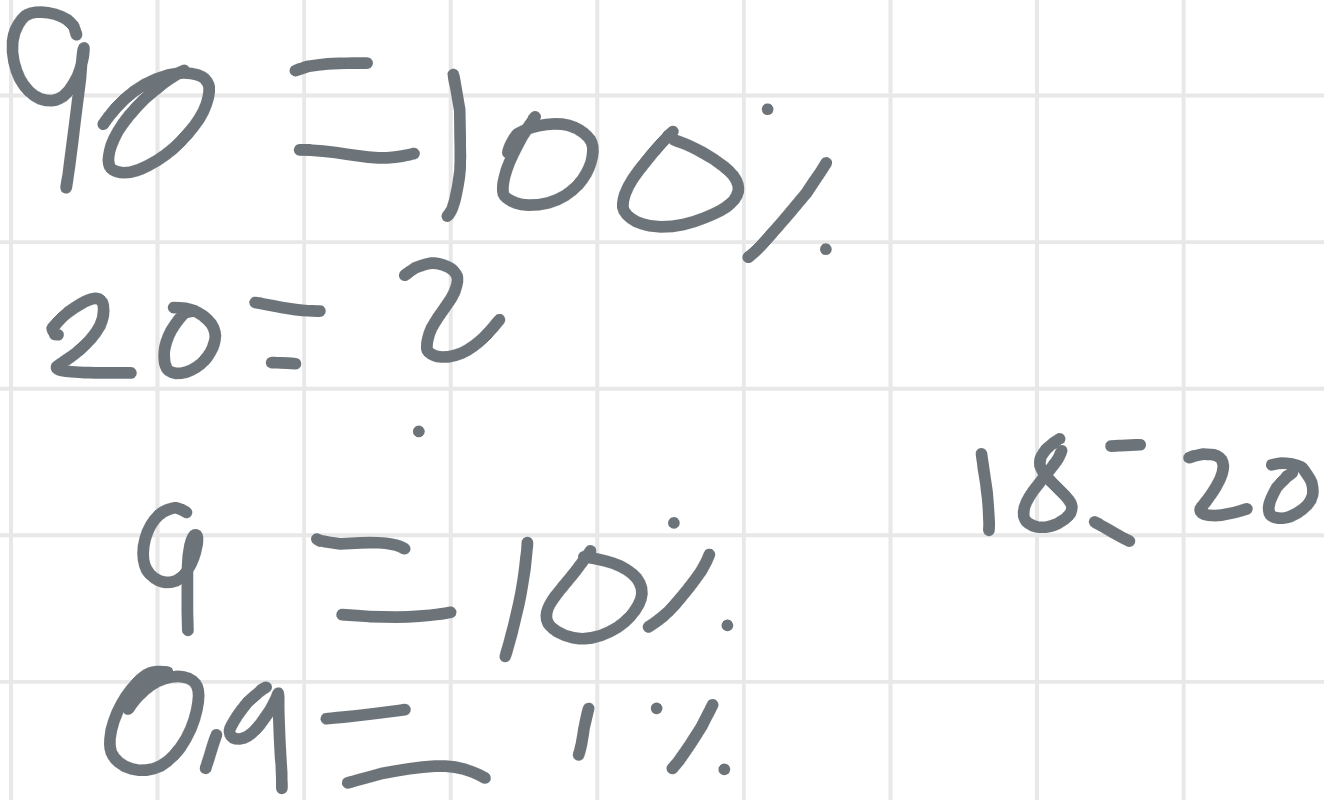 90 = 100%
20 = 2
18 = 20
9 = 10%
0,9 = 1%